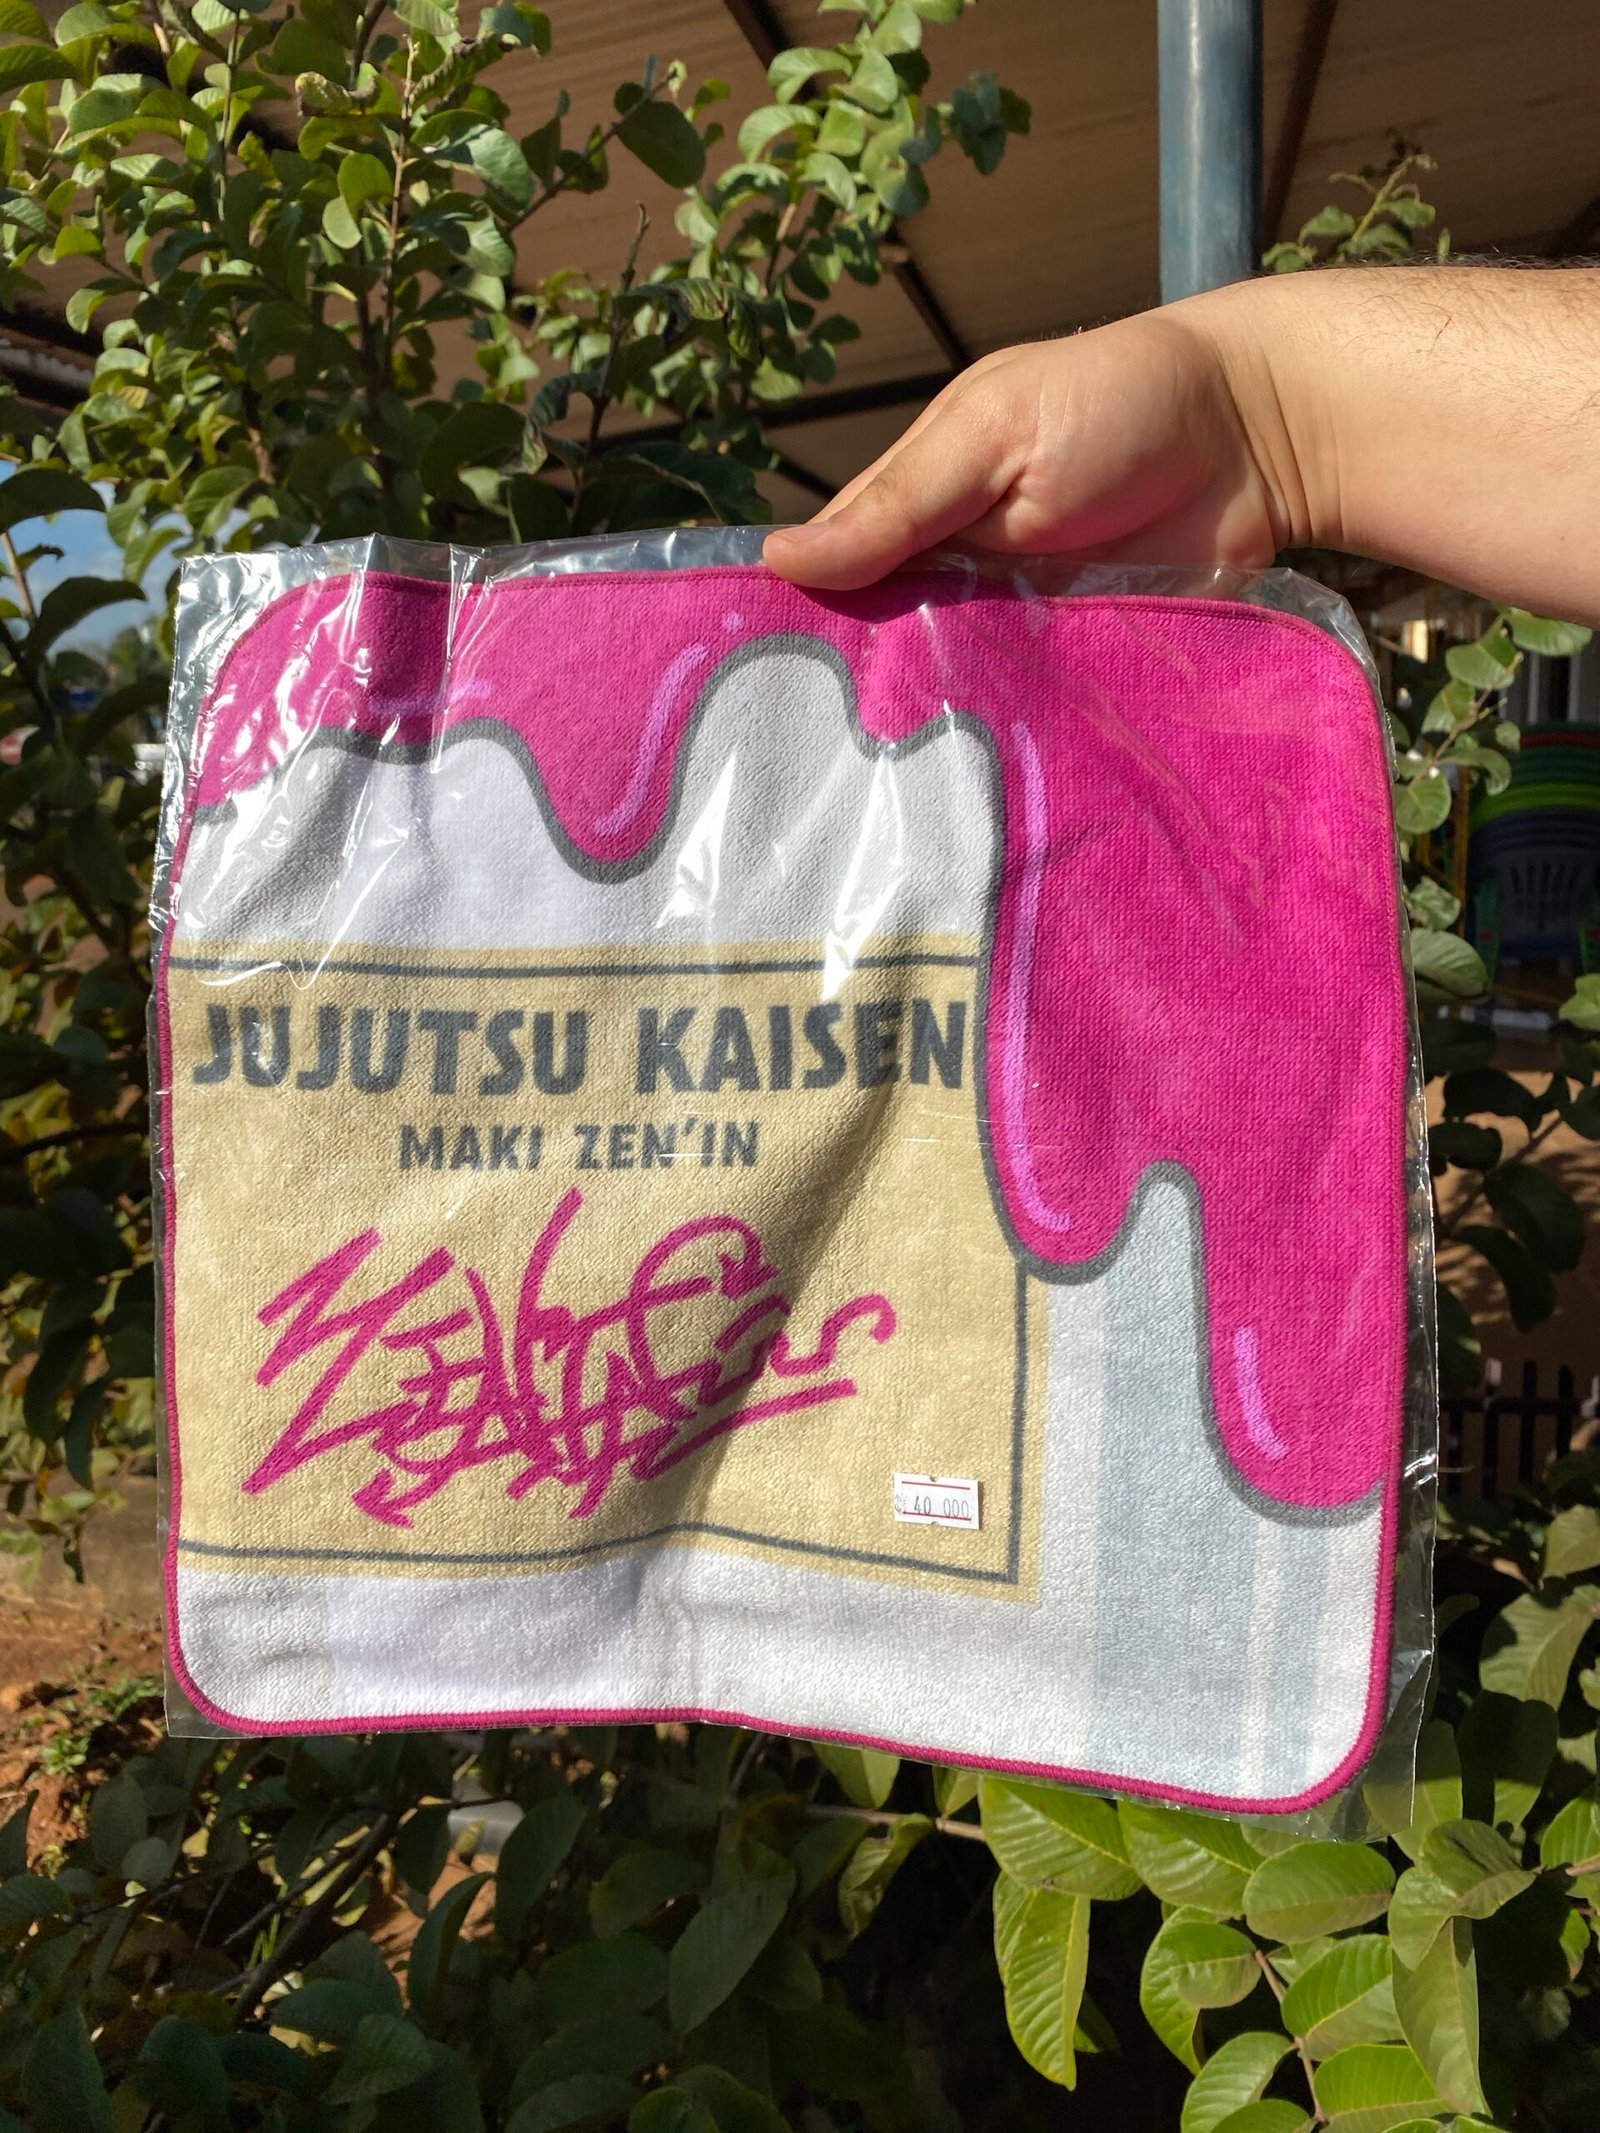 JUJUTSU KAISEN
MAKI ZEN'IN
₲ 40 000